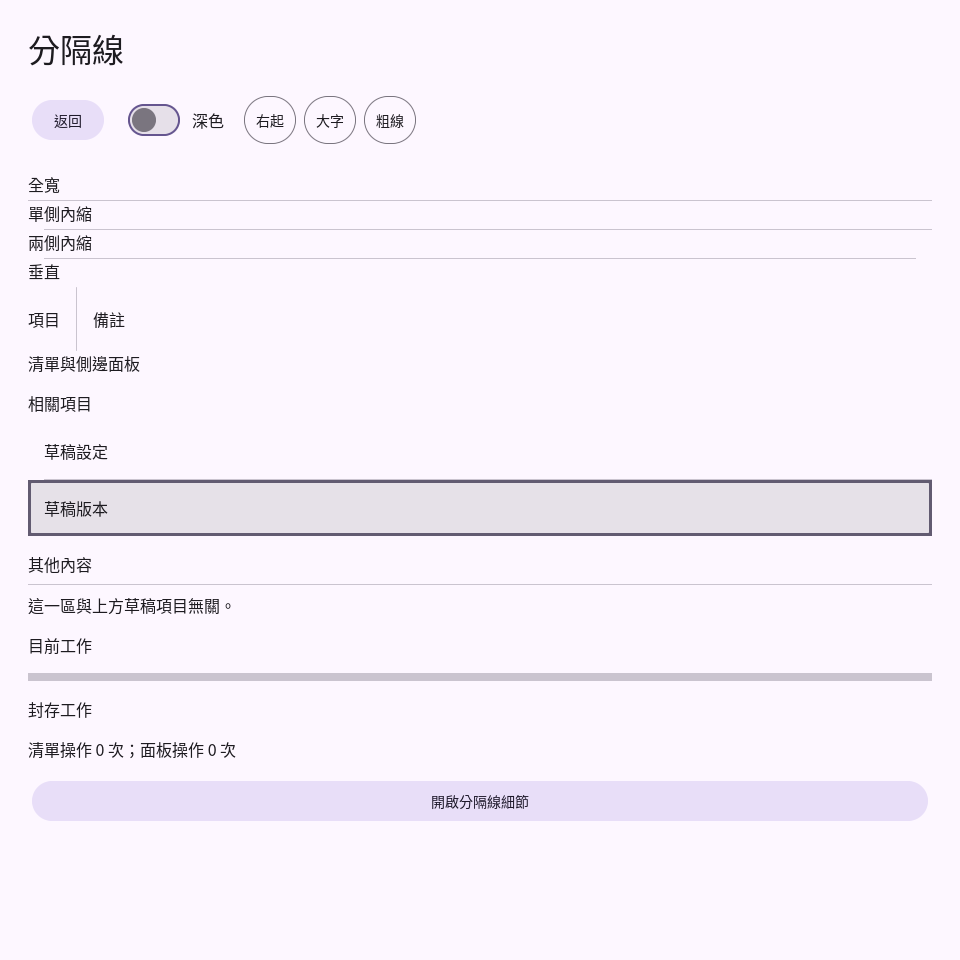 分隔線
返回 深色 右起 大字 粗線
全寬
單側內縮
兩側內縮
垂直
項目 備註
清單與側邊面板
相關項目
草稿設定
草稿版本
其他內容
這一區與上方草稿項目無關。
目前工作
封存工作
清單操作 0 次；面板操作 0 次
開啟分隔線細節